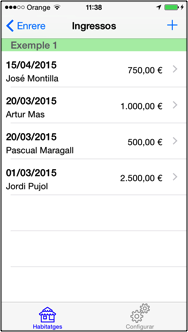 Orange 11:38
Enrere Ingressos +
Exemple 1
15/04/2015
José Montilla 750,00 €
20/03/2015
Artur Mas 1.000,00 €
20/03/2015
Pascual Maragall 500,00 €
01/03/2015
Jordi Pujol 2.500,00 €
Habitatges Configurar